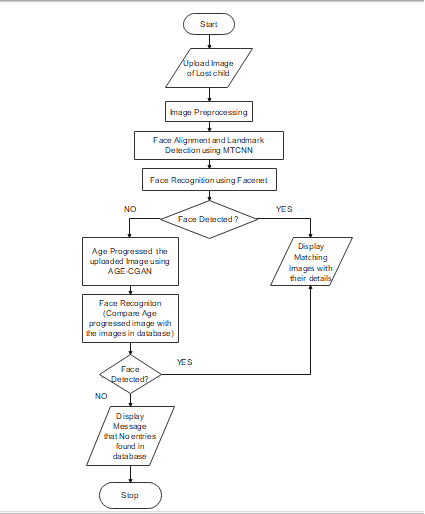 Start
Upload Image
of Lost child
Image Preprocessing
Face Alignment and Landmark
Detection using MTCNN
Face Recognition using Facenet
NO
YES
Face Detected ?
Age Progressed the
uploaded Image using
AGE-CGAN
Display
Matching
Images with
their details
Face Recogniton
(Compare Age
progressed image with
the images in database)
YES
Face
Detected?
NO
Display
Message
that No entries
found in
database
Stop